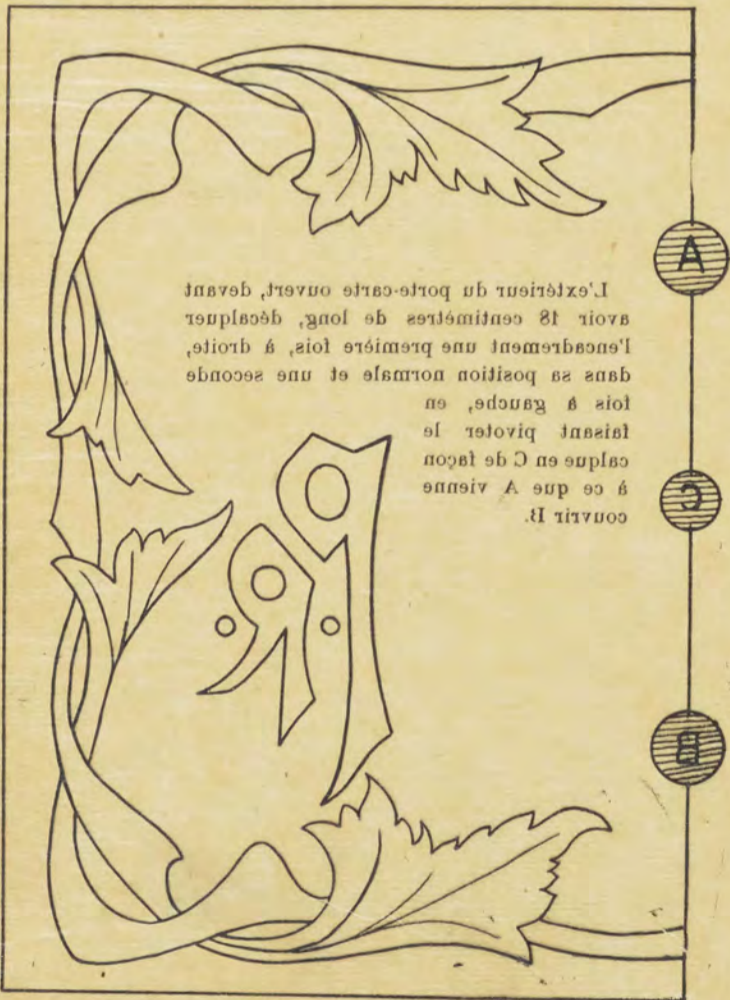 A
L'extérieur du porte-carte ouvert, devant
avoir 18 centimètres de long, décalquer
l'encadrement une première fois, à droite,
dans sa position normale et une seconde
fois à gauche, en
faisant pivoter le
calque en C de façon
à ce que A vienne
couvrir B.
C
B